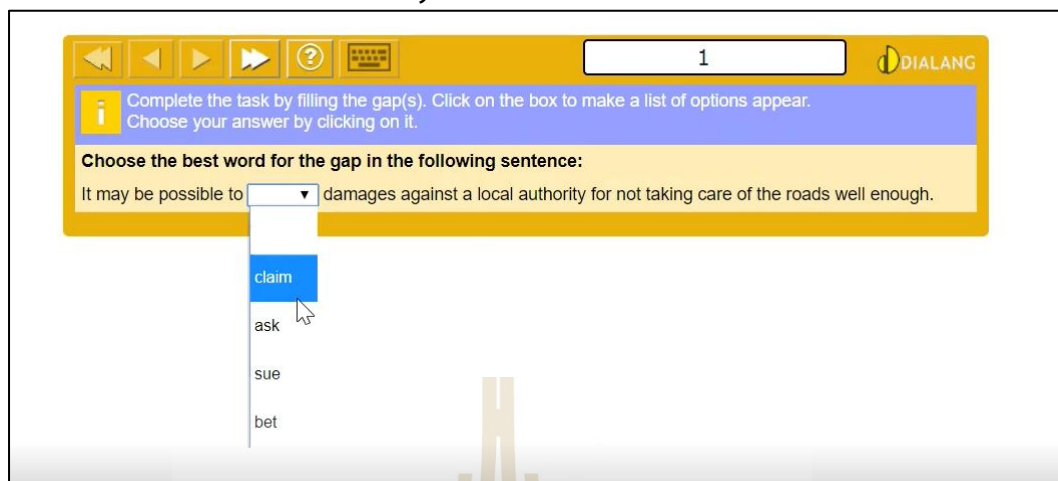 1
DIALANG
i
Complete the task by filling the gap(s). Click on the box to make a list of options appear.
Choose your answer by clicking on it.
Choose the best word for the gap in the following sentence:
It may be possible to damages against a local authority for not taking care of the roads well enough.
claim
ask
sue
bet